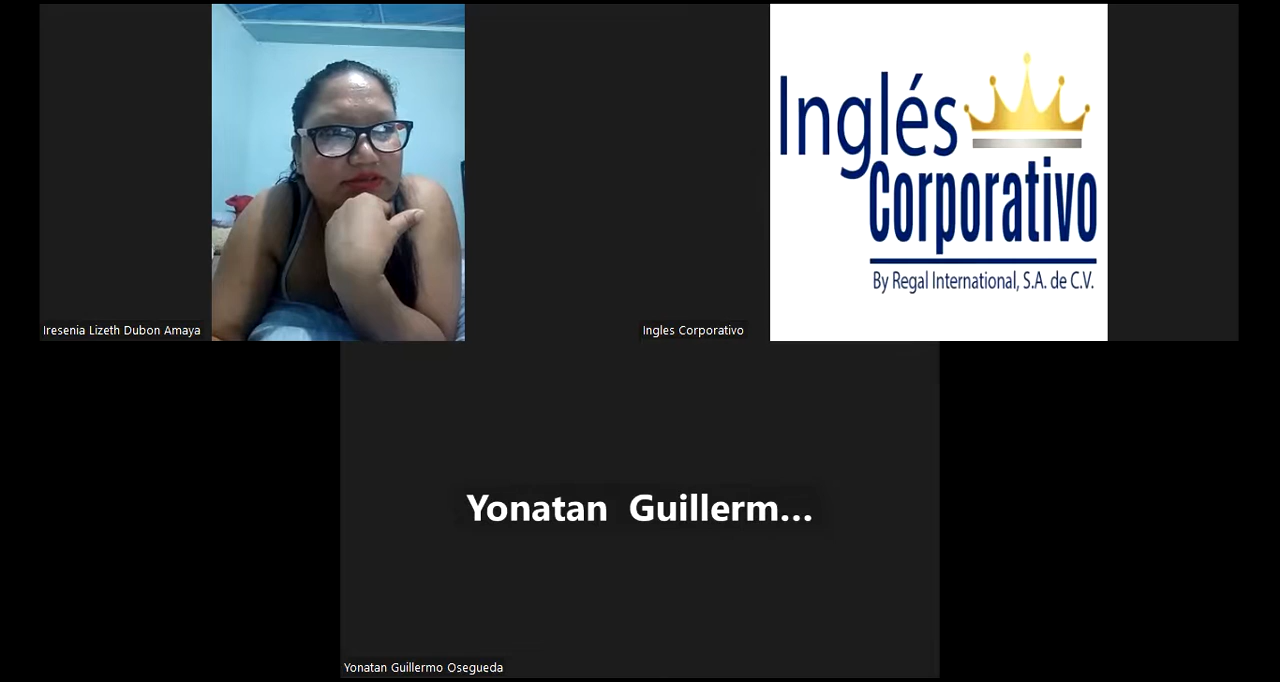 Inglés
Corporativo
By Regal International, S.A. de C.V.
Iresenia Lizeth Dubon Amaya
Ingles Corporativo
Yonatan Guillerm...
Yonatan Guillermo Osegueda